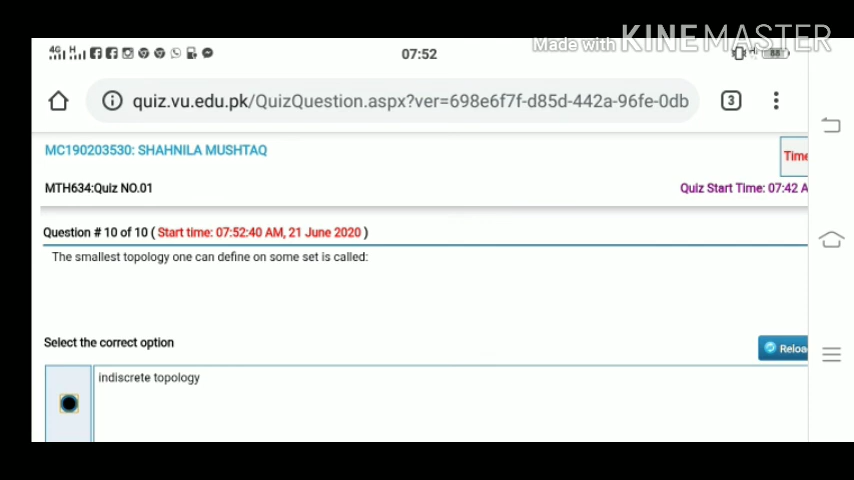 4G H
07:52
Made with KINEMASTER
88
quiz.vu.edu.pk/QuizQuestion.aspx?ver=698e6f7f-d85d-442a-96fe-0db
3
MC190203530: SHAHNILA MUSHTAQ
Time
MTH634:Quiz NO.01
Quiz Start Time: 07:42 A
Question # 10 of 10 ( Start time: 07:52:40 AM, 21 June 2020 )
The smallest topology one can define on some set is called:
Select the correct option
Reloa
indiscrete topology